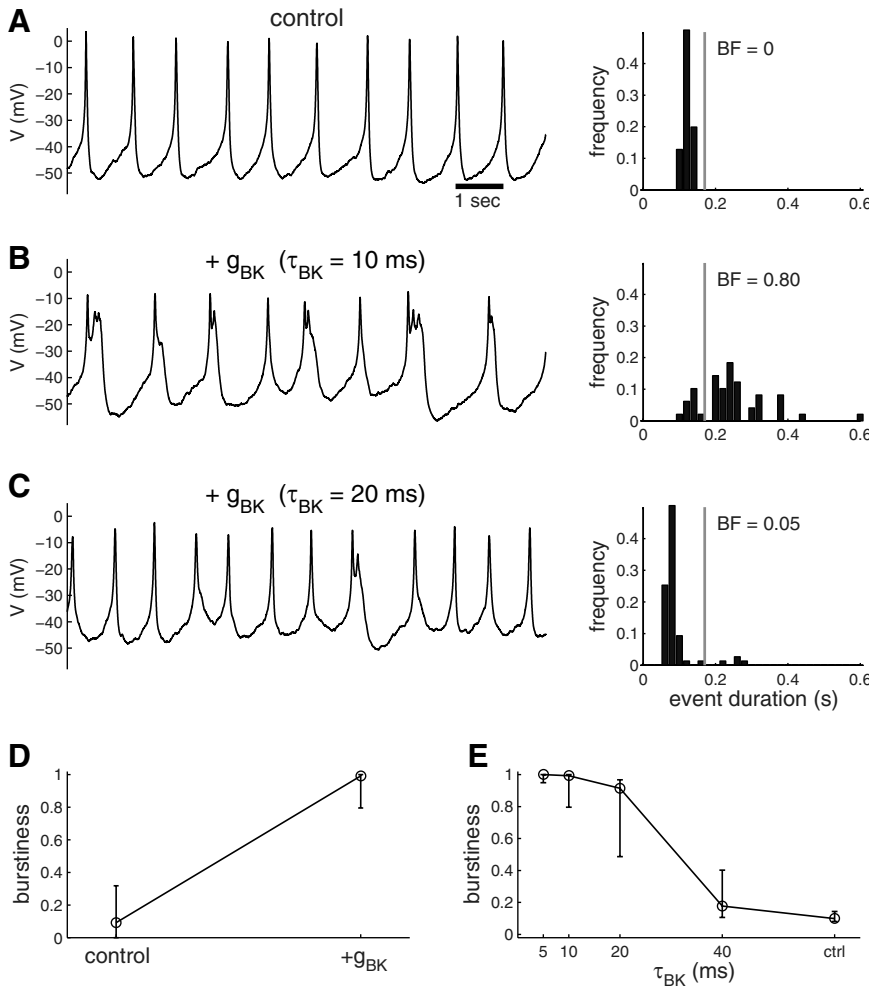 A
control
V (mV)
0
−10
−20
−30
−40
−50
1 sec
frequency
0.4
0.3
0.2
0.1
0
BF = 0
0 0.2 0.4 0.6
B
+ gBK (τBK = 10 ms)
V (mV)
0
−10
−20
−30
−40
−50
frequency
0.4
0.3
0.2
0.1
0
BF = 0.80
0 0.2 0.4 0.6
C
+ gBK (τBK = 20 ms)
V (mV)
0
−10
−20
−30
−40
−50
frequency
0.4
0.3
0.2
0.1
0
BF = 0.05
0 0.2 0.4 0.6
event duration (s)
D
burstiness
1
0.8
0.6
0.4
0.2
0
control +gBK
E
burstiness
1
0.8
0.6
0.4
0.2
0
5 10 20 40 ctrl
τBK (ms)